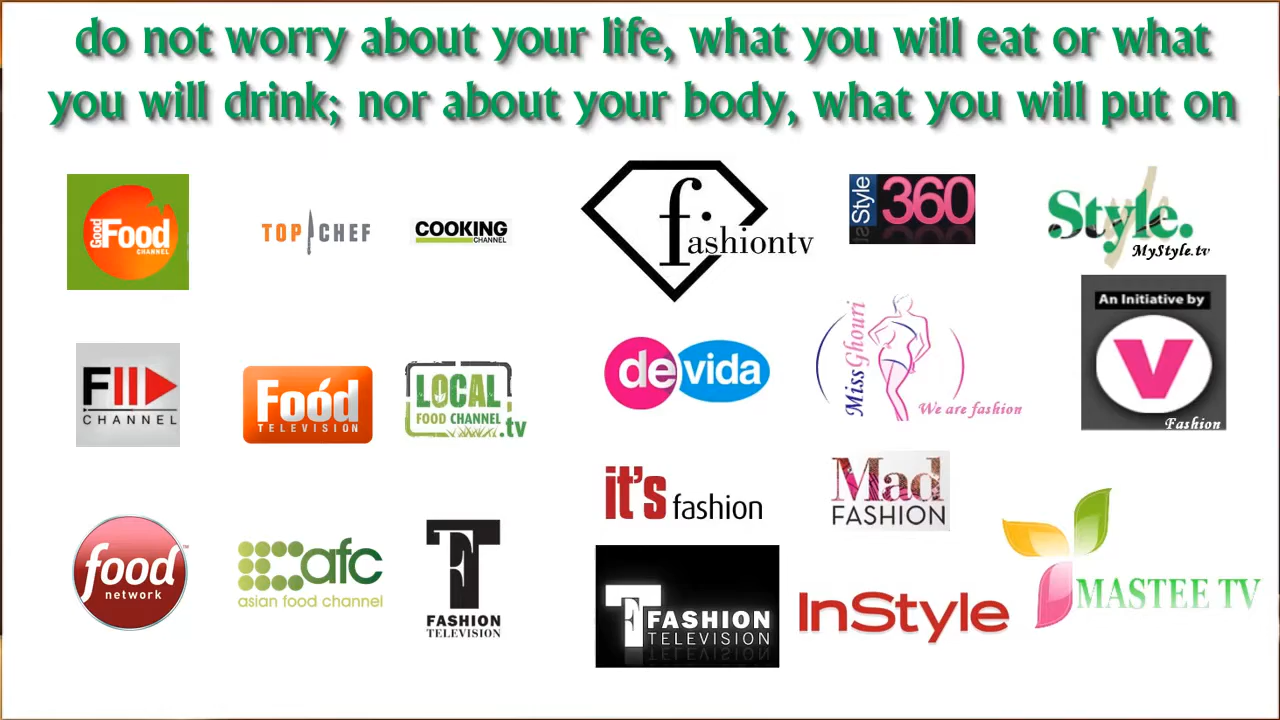 do not worry about your life, what you will eat or what
you will drink; nor about your body, what you will put on
Good
Food
CHANNEL
TOP CHEF
COOKING
CHANNEL
fashiontv
Style
360
Style.
MyStyle.tv
An Initiative by
V
Fashion
FIID
CHANNEL
Food
TELEVISION
LOCAL
FOOD CHANNEL
.tv
devida
Miss Ghouri
We are fashion
it's fashion
Mad
FASHION
food
network
afc
asian food channel
FT
FASHION
TELEVISION
FT
FASHION
TELEVISION
InStyle
MASTEE TV